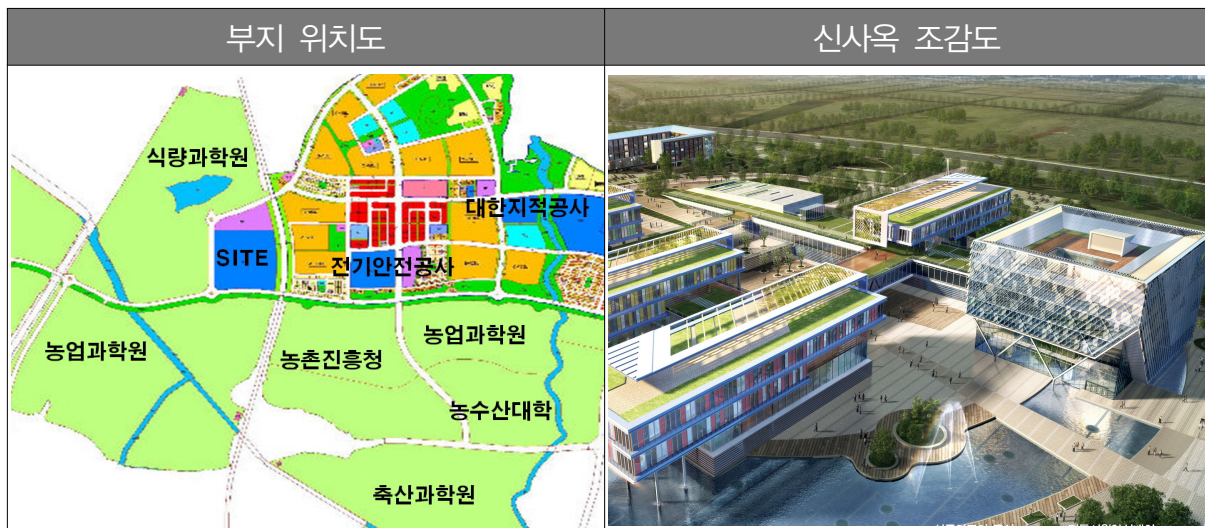 부지 위치도
신사옥 조감도
식량과학원
대한지적공사
SITE
전기안전공사
농업과학원
농촌진흥청
농업과학원
농수산대학
축산과학원